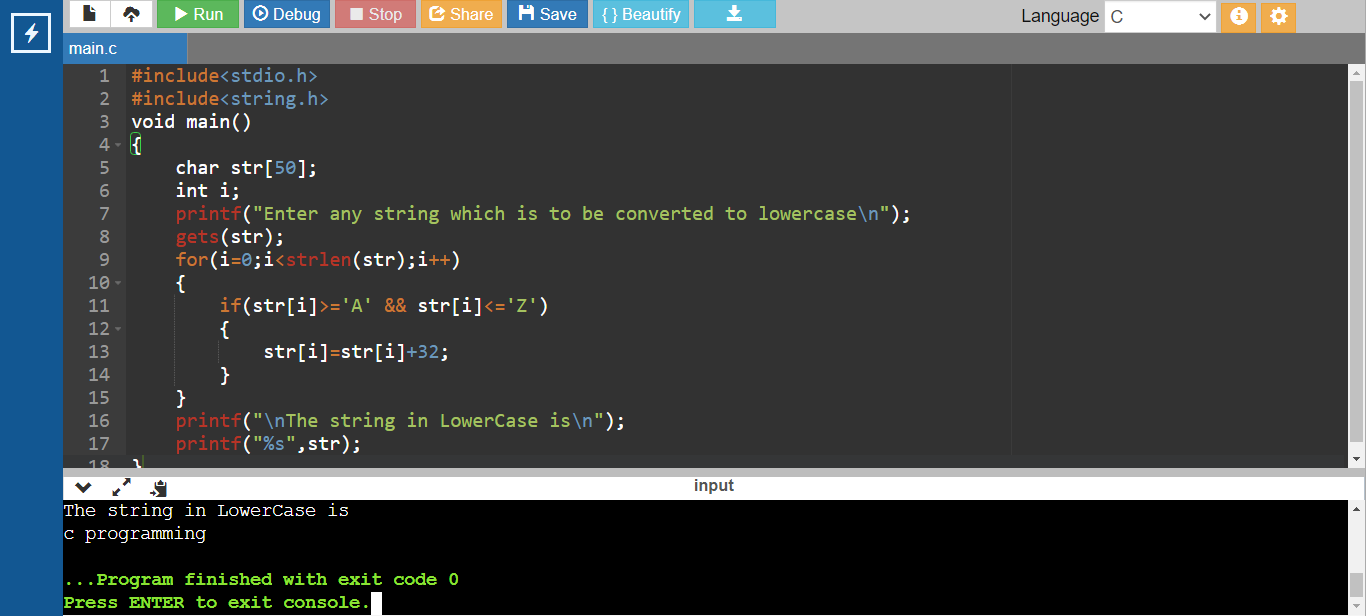 Run Debug Stop Share Save { } Beautify Language C
main.c
1 #include<stdio.h>
2 #include<string.h>
3 void main()
4 {
5 char str[50];
6 int i;
7 printf("Enter any string which is to be converted to lowercase\n");
8 gets(str);
9 for(i=0;i<strlen(str);i++)
10 {
11 if(str[i]>='A' && str[i]<='Z')
12 {
13 str[i]=str[i]+32;
14 }
15 }
16 printf("\nThe string in LowerCase is\n");
17 printf("%s",str);
18 }
input
The string in LowerCase is
c programming
...Program finished with exit code 0
Press ENTER to exit console.